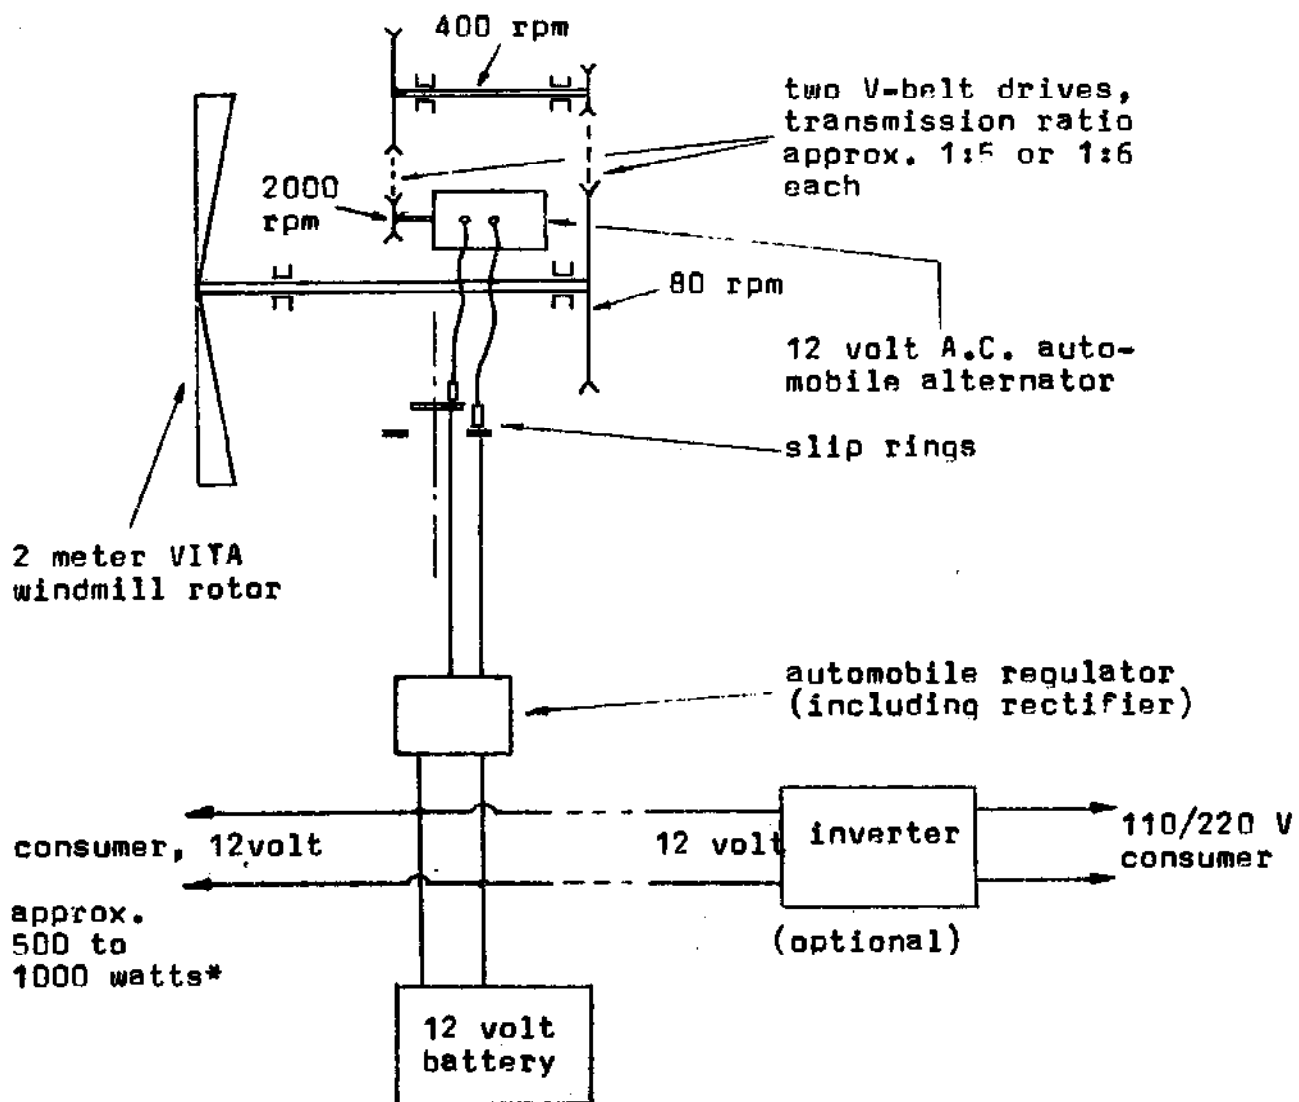 400 rpm
two V-belt drives,
transmission ratio
approx. 1:5 or 1:6
each
2000
rpm
80 rpm
12 volt A.C. auto-
mobile alternator
slip rings
2 meter VITA
windmill rotor
automobile regulator
(including rectifier)
consumer, 12volt
12 volt
inverter
110/220 V
consumer
approx.
500 to
1000 watts*
(optional)
12 volt
battery